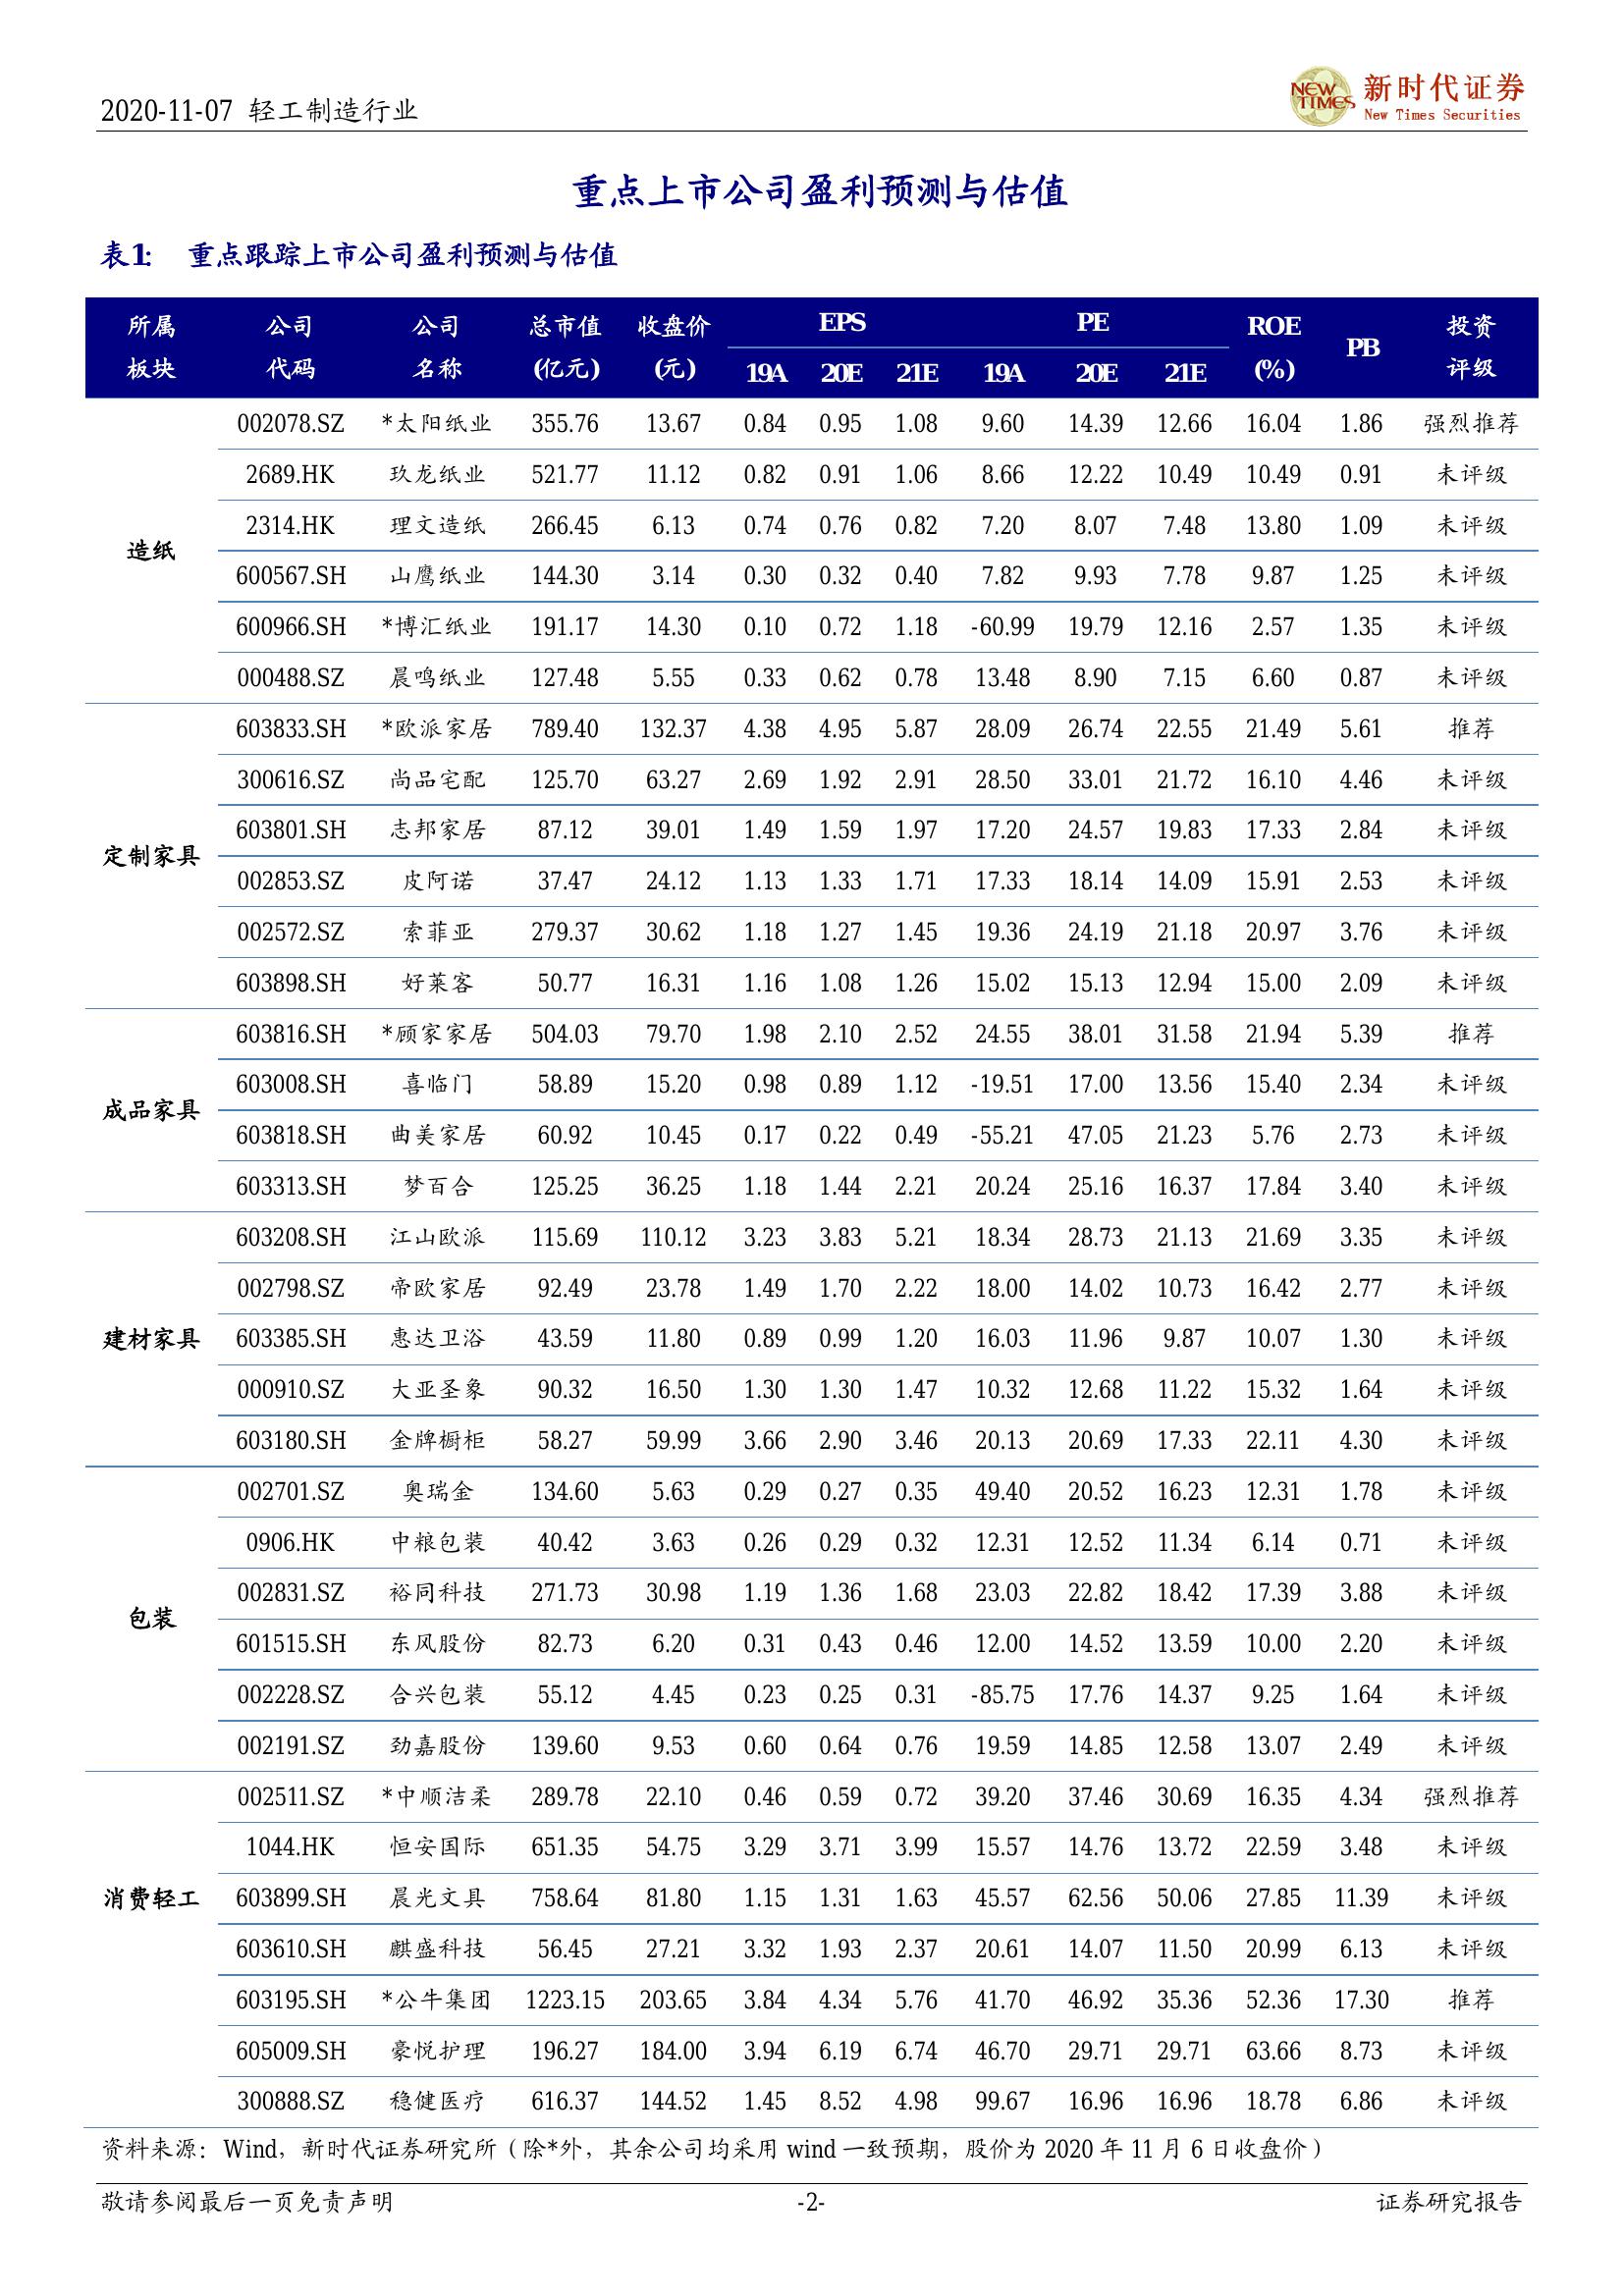 2020-11-07 轻工制造行业
NEW TIMES
新时代证券
New Times Securities
重点上市公司盈利预测与估值
表1: 重点跟踪上市公司盈利预测与估值
所属板块 公司代码 公司名称 总市值(亿元) 收盘价(元) EPS 19A 20E 21E PE 19A 20E 21E ROE(%) PB 投资评级
造纸
002078.SZ *太阳纸业 355.76 13.67 0.84 0.95 1.08 9.60 14.39 12.66 16.04 1.86 强烈推荐
2689.HK 玖龙纸业 521.77 11.12 0.82 0.91 1.06 8.66 12.22 10.49 10.49 0.91 未评级
2314.HK 理文造纸 266.45 6.13 0.74 0.76 0.82 7.20 8.07 7.48 13.80 1.09 未评级
600567.SH 山鹰纸业 144.30 3.14 0.30 0.32 0.40 7.82 9.93 7.78 9.87 1.25 未评级
600966.SH *博汇纸业 191.17 14.30 0.10 0.72 1.18 -60.99 19.79 12.16 2.57 1.35 未评级
000488.SZ 晨鸣纸业 127.48 5.55 0.33 0.62 0.78 13.48 8.90 7.15 6.60 0.87 未评级
定制家具
603833.SH *欧派家居 789.40 132.37 4.38 4.95 5.87 28.09 26.74 22.55 21.49 5.61 推荐
300616.SZ 尚品宅配 125.70 63.27 2.69 1.92 2.91 28.50 33.01 21.72 16.10 4.46 未评级
603801.SH 志邦家居 87.12 39.01 1.49 1.59 1.97 17.20 24.57 19.83 17.33 2.84 未评级
002853.SZ 皮阿诺 37.47 24.12 1.13 1.33 1.71 17.33 18.14 14.09 15.91 2.53 未评级
002572.SZ 索菲亚 279.37 30.62 1.18 1.27 1.45 19.36 24.19 21.18 20.97 3.76 未评级
603898.SH 好莱客 50.77 16.31 1.16 1.08 1.26 15.02 15.13 12.94 15.00 2.09 未评级
成品家具
603816.SH *顾家家居 504.03 79.70 1.98 2.10 2.52 24.55 38.01 31.58 21.94 5.39 推荐
603008.SH 喜临门 58.89 15.20 0.98 0.89 1.12 -19.51 17.00 13.56 15.40 2.34 未评级
603818.SH 曲美家居 60.92 10.45 0.17 0.22 0.49 -55.21 47.05 21.23 5.76 2.73 未评级
603313.SH 梦百合 125.25 36.25 1.18 1.44 2.21 20.24 25.16 16.37 17.84 3.40 未评级
建材家具
603208.SH 江山欧派 115.69 110.12 3.23 3.83 5.21 18.34 28.73 21.13 21.69 3.35 未评级
002798.SZ 帝欧家居 92.49 23.78 1.49 1.70 2.22 18.00 14.02 10.73 16.42 2.77 未评级
603385.SH 惠达卫浴 43.59 11.80 0.89 0.99 1.20 16.03 11.96 9.87 10.07 1.30 未评级
000910.SZ 大亚圣象 90.32 16.50 1.30 1.30 1.47 10.32 12.68 11.22 15.32 1.64 未评级
603180.SH 金牌橱柜 58.27 59.99 3.66 2.90 3.46 20.13 20.69 17.33 22.11 4.30 未评级
包装
002701.SZ 奥瑞金 134.60 5.63 0.29 0.27 0.35 49.40 20.52 16.23 12.31 1.78 未评级
0906.HK 中粮包装 40.42 3.63 0.26 0.29 0.32 12.31 12.52 11.34 6.14 0.71 未评级
002831.SZ 裕同科技 271.73 30.98 1.19 1.36 1.68 23.03 22.82 18.42 17.39 3.88 未评级
601515.SH 东风股份 82.73 6.20 0.31 0.43 0.46 12.00 14.52 13.59 10.00 2.20 未评级
002228.SZ 合兴包装 55.12 4.45 0.23 0.25 0.31 -85.75 17.76 14.37 9.25 1.64 未评级
002191.SZ 劲嘉股份 139.60 9.53 0.60 0.64 0.76 19.59 14.85 12.58 13.07 2.49 未评级
消费轻工
002511.SZ *中顺洁柔 289.78 22.10 0.46 0.59 0.72 39.20 37.46 30.69 16.35 4.34 强烈推荐
1044.HK 恒安国际 651.35 54.75 3.29 3.71 3.99 15.57 14.76 13.72 22.59 3.48 未评级
603899.SH 晨光文具 758.64 81.80 1.15 1.31 1.63 45.57 62.56 50.06 27.85 11.39 未评级
603610.SH 麒盛科技 56.45 27.21 3.32 1.93 2.37 20.61 14.07 11.50 20.99 6.13 未评级
603195.SH *公牛集团 1223.15 203.65 3.84 4.34 5.76 41.70 46.92 35.36 52.36 17.30 推荐
605009.SH 豪悦护理 196.27 184.00 3.94 6.19 6.74 46.70 29.71 29.71 63.66 8.73 未评级
300888.SZ 稳健医疗 616.37 144.52 1.45 8.52 4.98 99.67 16.96 16.96 18.78 6.86 未评级
资料来源：Wind，新时代证券研究所（除*外，其余公司均采用 wind 一致预期，股价为 2020 年 11 月 6 日收盘价）
敬请参阅最后一页免责声明 -2- 证券研究报告